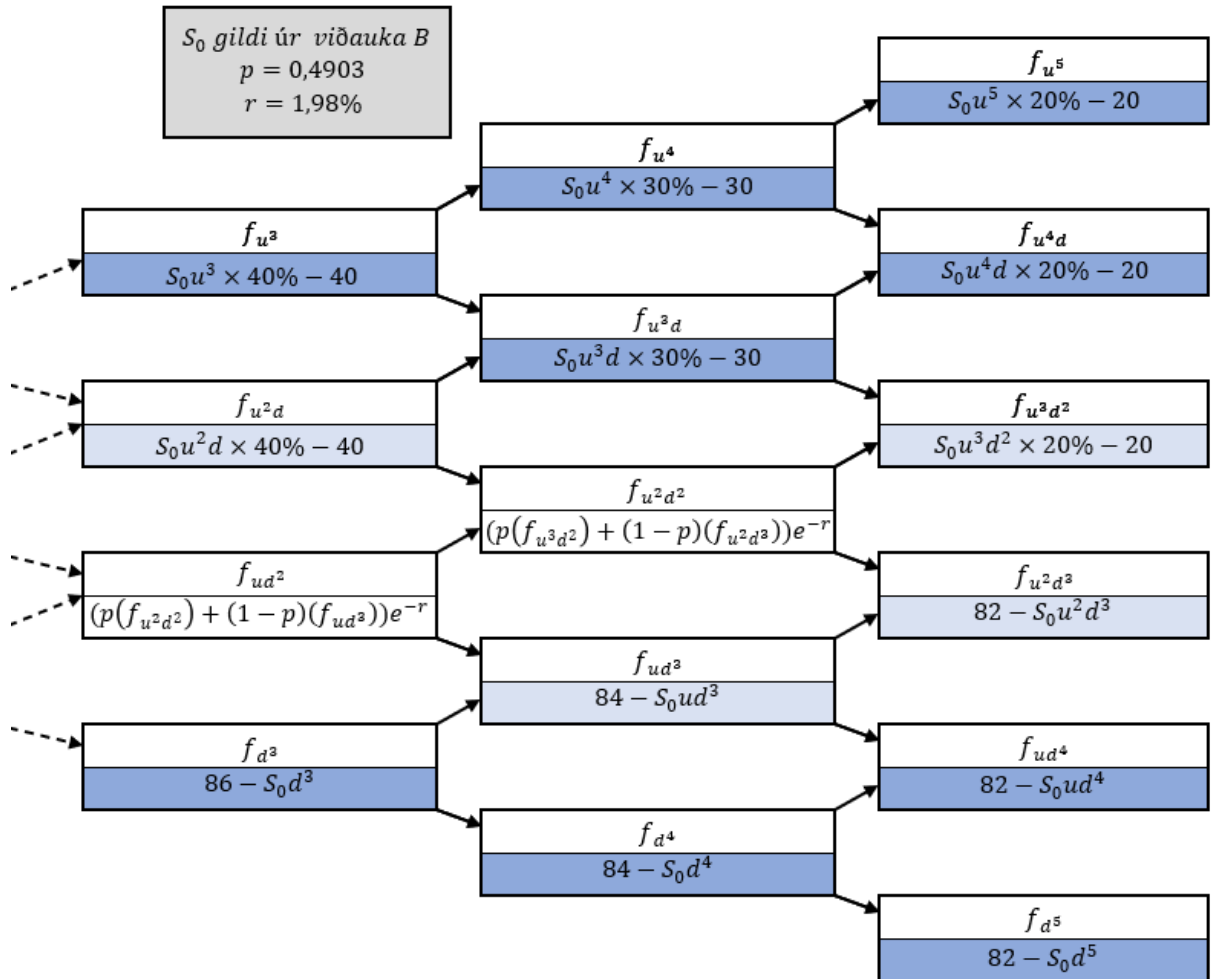 S₀ gildi úr viðauka B
p = 0,4903
r = 1,98%
f_{u³}
S₀u³ × 40% − 40
f_{u²d}
S₀u²d × 40% − 40
f_{ud²}
(p(f_{u²d²}) + (1 − p)(f_{ud³}))e^{−r}
f_{d³}
86 − S₀d³
f_{u⁴}
S₀u⁴ × 30% − 30
f_{u³d}
S₀u³d × 30% − 30
f_{u²d²}
(p(f_{u³d²}) + (1 − p)(f_{u²d³}))e^{−r}
f_{ud³}
84 − S₀ud³
f_{d⁴}
84 − S₀d⁴
f_{u⁵}
S₀u⁵ × 20% − 20
f_{u⁴d}
S₀u⁴d × 20% − 20
f_{u³d²}
S₀u³d² × 20% − 20
f_{u²d³}
82 − S₀u²d³
f_{ud⁴}
82 − S₀ud⁴
f_{d⁵}
82 − S₀d⁵